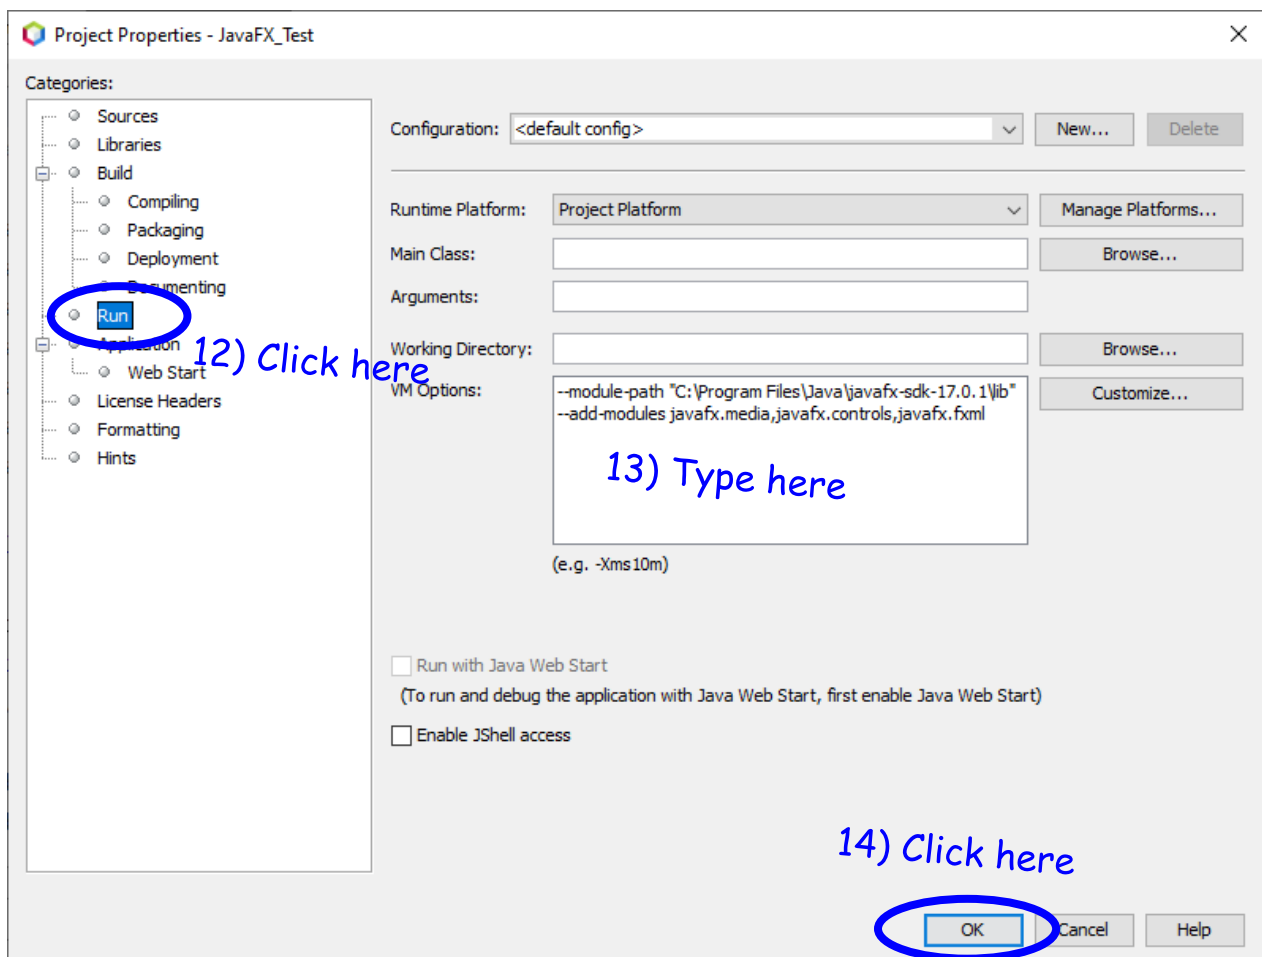 Project Properties - JavaFX_Test
Categories:
Sources
Libraries
Build
Compiling
Packaging
Deployment
Documenting
Run
Application
Web Start
License Headers
Formatting
Hints
12) Click here
Configuration: <default config> New... Delete
Runtime Platform: Project Platform Manage Platforms...
Main Class: Browse...
Arguments:
Working Directory: Browse...
VM Options: --module-path "C:\Program Files\Java\javafx-sdk-17.0.1\lib" Customize...
--add-modules javafx.media,javafx.controls,javafx.fxml
13) Type here
(e.g. -Xms10m)
Run with Java Web Start
(To run and debug the application with Java Web Start, first enable Java Web Start)
Enable JShell access
14) Click here
OK Cancel Help